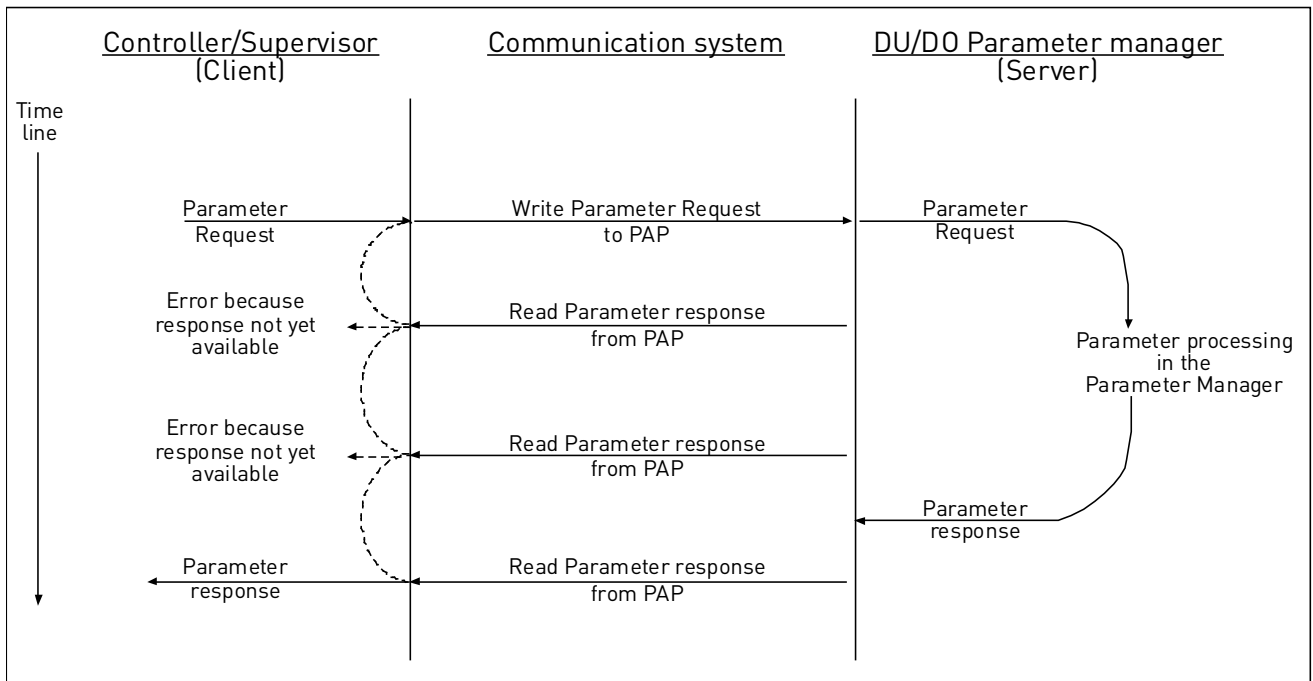 Controller/Supervisor
(Client)
Communication system
DU/DO Parameter manager
(Server)
Time
line
Parameter
Request
Write Parameter Request
to PAP
Parameter
Request
Error because
response not yet
available
Read Parameter response
from PAP
Parameter processing
in the
Parameter Manager
Error because
response not yet
available
Read Parameter response
from PAP
Parameter
response
Parameter
response
Read Parameter response
from PAP